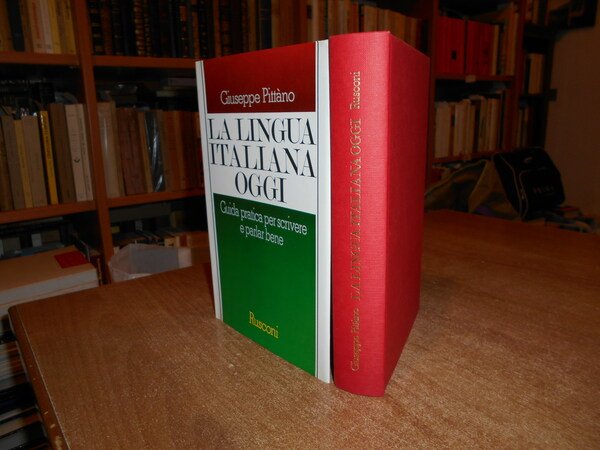 Giuseppe Pittàno
LA LINGUA
ITALIANA
OGGI
Guida pratica per scrivere
e parlar bene
Rusconi
Giuseppe Pittàno LA LINGUA ITALIANA OGGI Rusconi